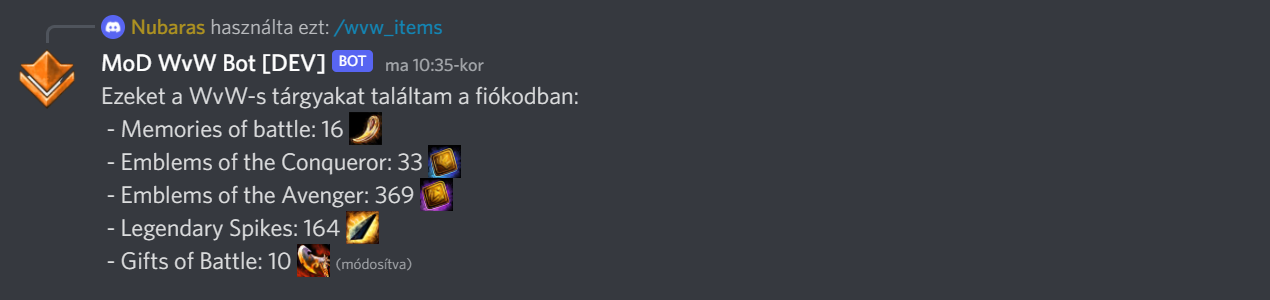 Nubaras használta ezt: /wvw_items
MoD WvW Bot [DEV] BOT ma 10:35-kor
Ezeket a WvW-s tárgyakat találtam a fiókodban:
- Memories of battle: 16
- Emblems of the Conqueror: 33
- Emblems of the Avenger: 369
- Legendary Spikes: 164
- Gifts of Battle: 10 (módosítva)